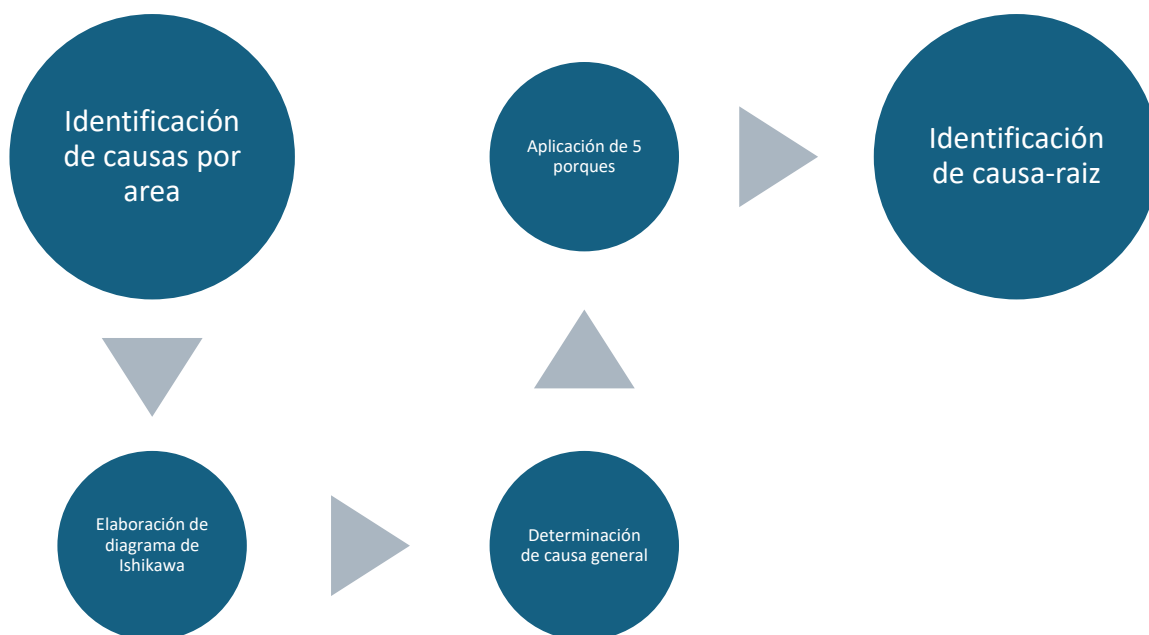 Identificación
de causas por
area
Elaboración de
diagrama de
Ishikawa
Determinación
de causa general
Aplicación de 5
porques
Identificación
de causa-raiz